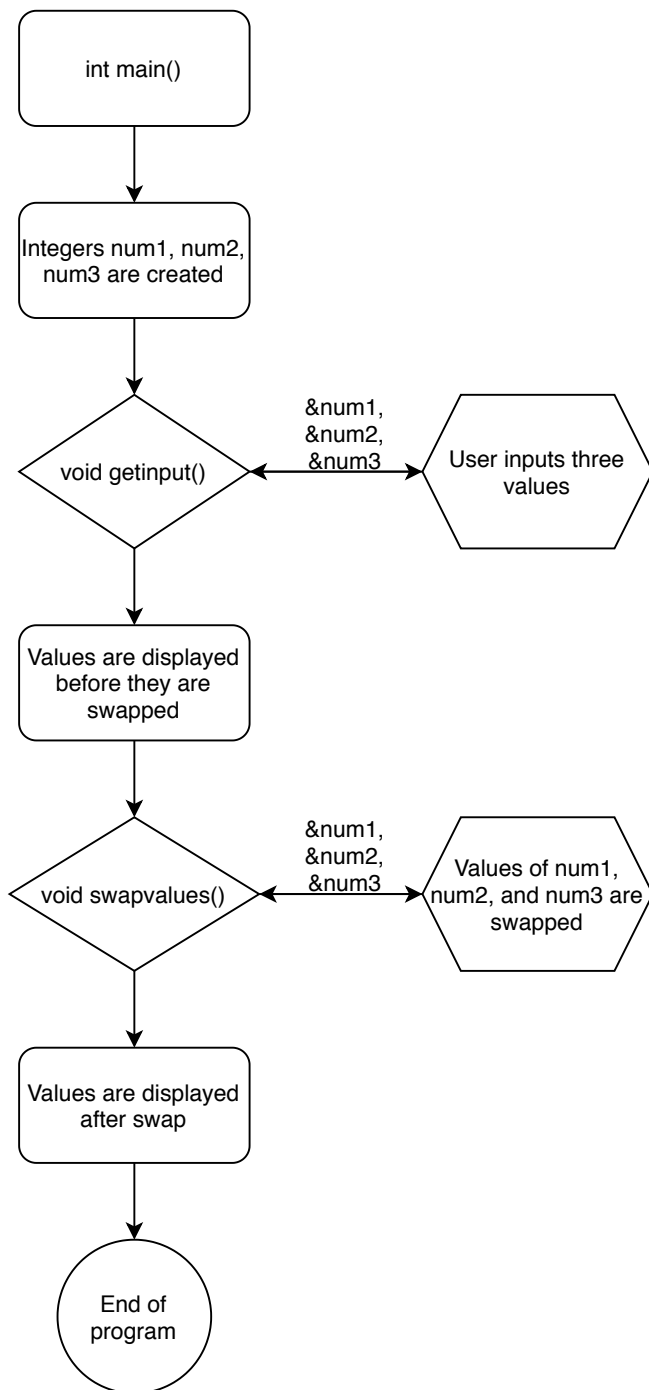 int main()
Integers num1, num2,
num3 are created
void getinput()
&num1,
&num2,
&num3
User inputs three
values
Values are displayed
before they are
swapped
void swapvalues()
&num1,
&num2,
&num3
Values of num1,
num2, and num3 are
swapped
Values are displayed
after swap
End of
program